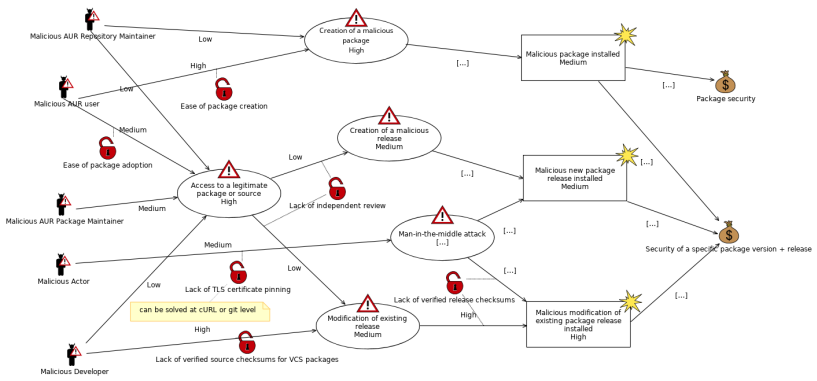 Malicious AUR Repository Maintainer
Low
Creation of a malicious
package
High
[...]
Malicious package installed
Medium
[...]
Package security
High
Malicious AUR user
Low
Ease of package creation
Medium
Ease of package adoption
Creation of a malicious
release
Medium
[...]
Low
Access to a legitimate
package or source
High
Lack of independent review
Malicious new package
release installed
Medium
[...]
[...]
Malicious AUR Package Maintainer
Medium
Man-in-the-middle attack
[...]
[...]
Security of a specific package version + release
Medium
Malicious Actor
Low
Low
[...]
Lack of TLS certificate pinning
Lack of verified release checksums
[...]
can be solved at cURL or git level
High
High
Modification of existing
release
Medium
Malicious modification of
existing package release
installed
High
Lack of verified source checksums for VCS packages
Malicious Developer